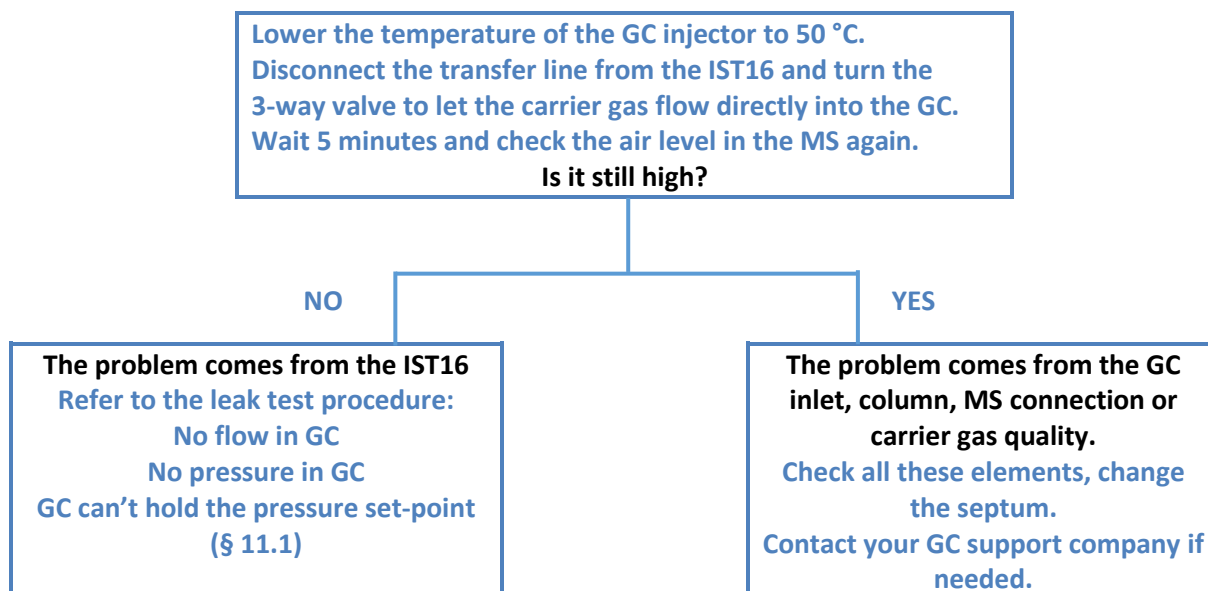 Lower the temperature of the GC injector to 50 °C.
Disconnect the transfer line from the IST16 and turn the
3-way valve to let the carrier gas flow directly into the GC.
Wait 5 minutes and check the air level in the MS again.
Is it still high?
NO
YES
The problem comes from the IST16
Refer to the leak test procedure:
No flow in GC
No pressure in GC
GC can’t hold the pressure set-point
(§ 11.1)
The problem comes from the GC
inlet, column, MS connection or
carrier gas quality.
Check all these elements, change
the septum.
Contact your GC support company if
needed.